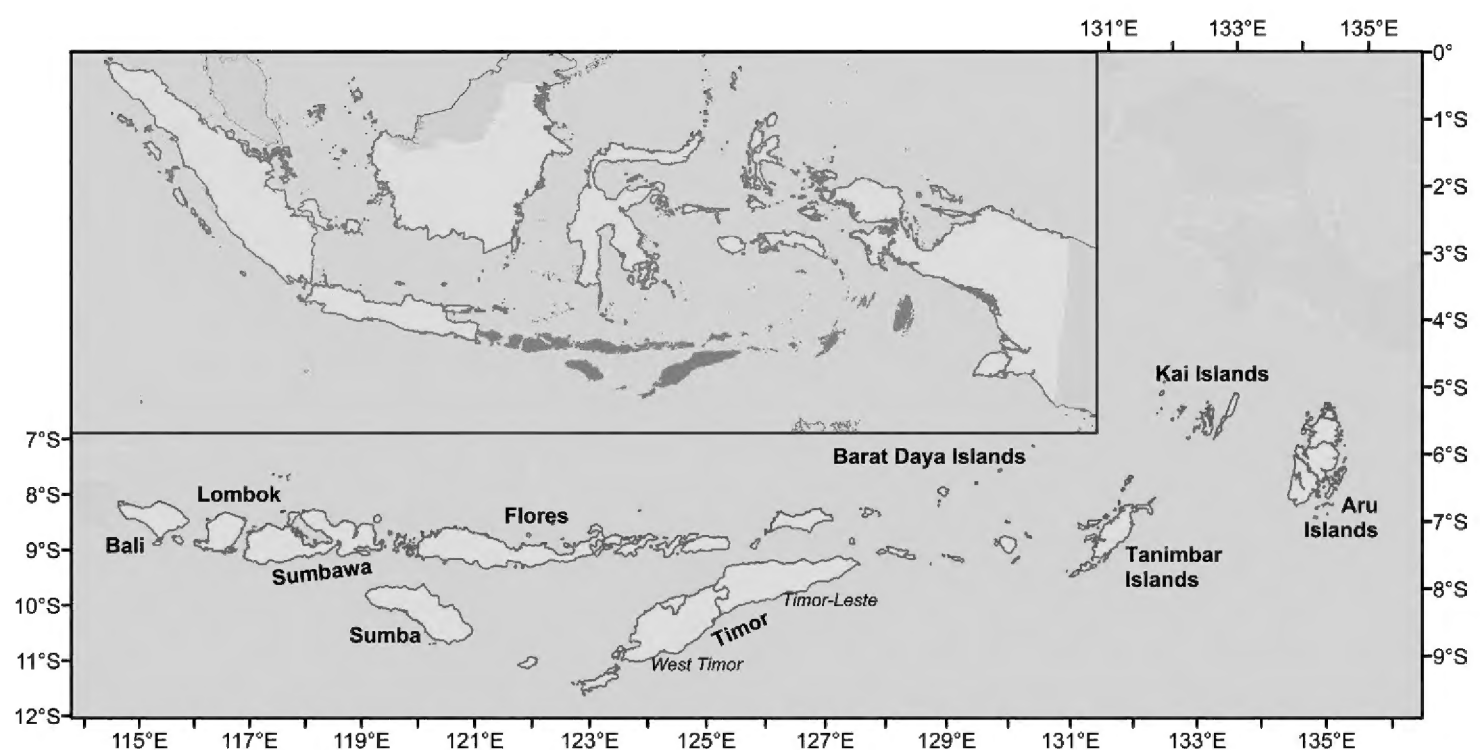 131°E 133°E 135°E
0°
1°S
2°S
3°S
4°S
Kai Islands
5°S
7°S
Barat Daya Islands
6°S
8°S
Lombok
Flores
Aru
Islands
7°S
Bali
9°S
Sumbawa
Tanimbar
Islands
8°S
10°S
Timor-Leste
Sumba
Timor
West Timor
11°S
9°S
12°S
115°E 117°E 119°E 121°E 123°E 125°E 127°E 129°E 131°E 133°E 135°E